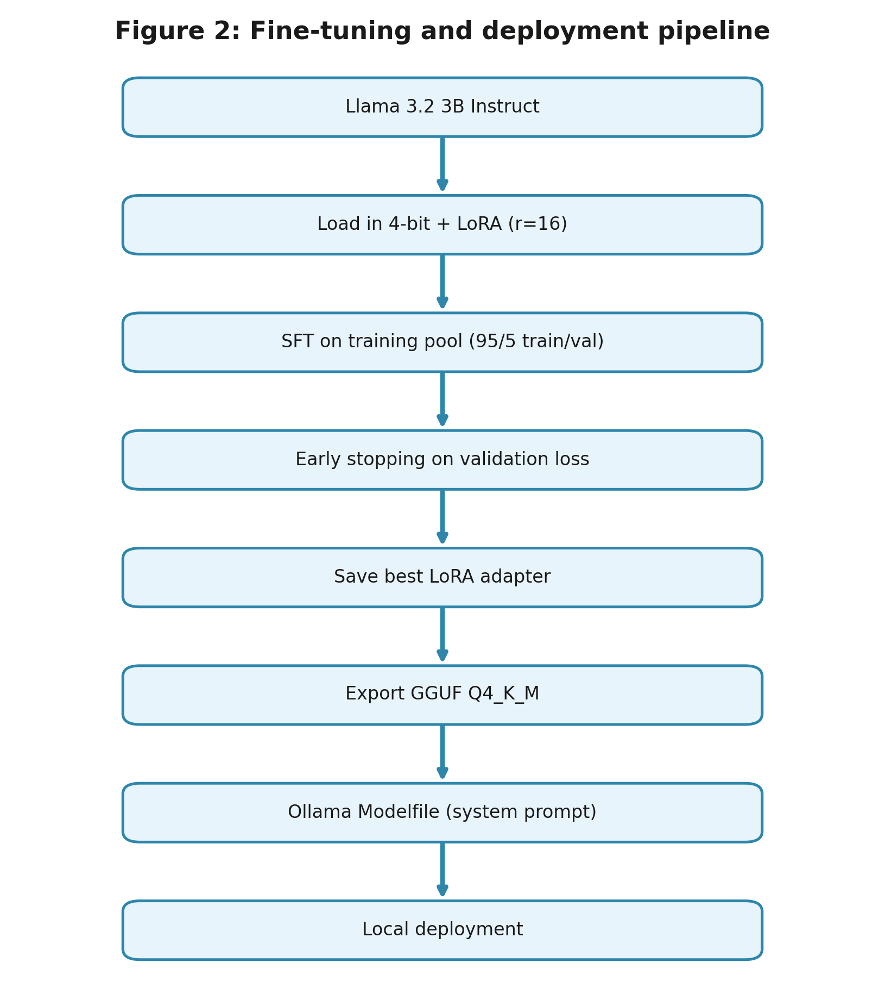 Figure 2: Fine-tuning and deployment pipeline
Llama 3.2 3B Instruct
Load in 4-bit + LoRA (r=16)
SFT on training pool (95/5 train/val)
Early stopping on validation loss
Save best LoRA adapter
Export GGUF Q4_K_M
Ollama Modelfile (system prompt)
Local deployment